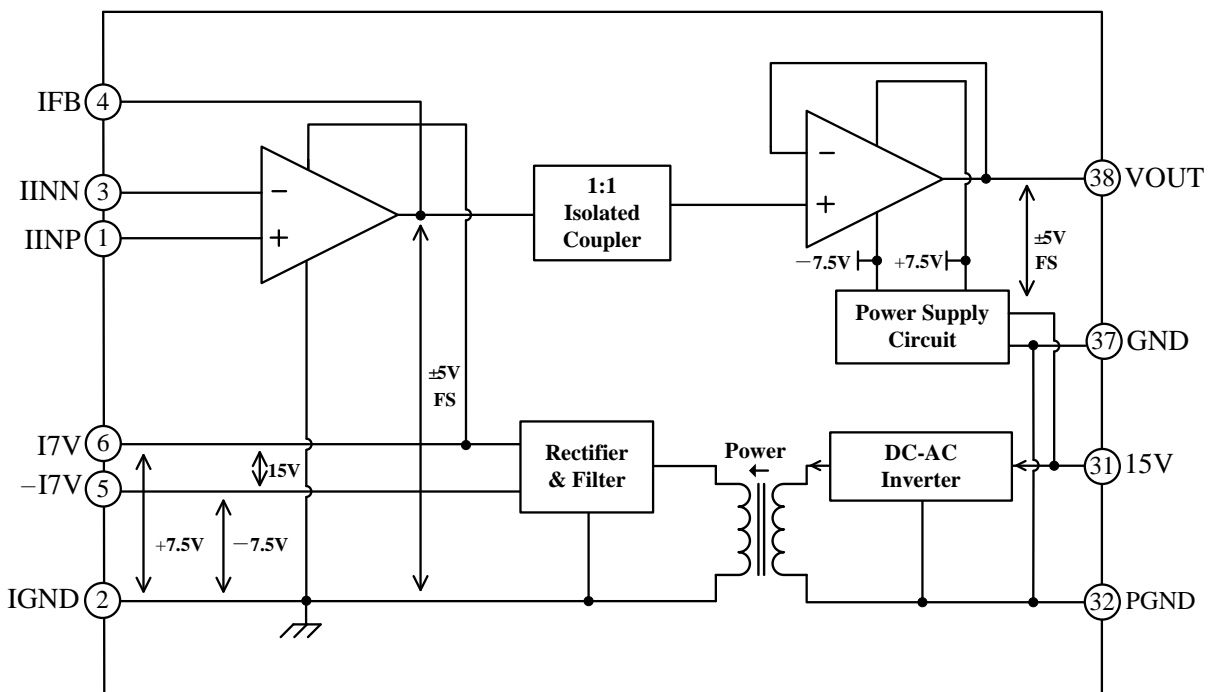 IFB 4
IINN 3
IINP 1
−
+
1:1
Isolated
Coupler
−
+
38 VOUT
−7.5V
+7.5V
±5V
FS
Power Supply
Circuit
37 GND
±5V
FS
I7V 6
−I7V 5
15V
+7.5V
−7.5V
IGND 2
Rectifier
& Filter
Power
DC-AC
Inverter
31 15V
32 PGND